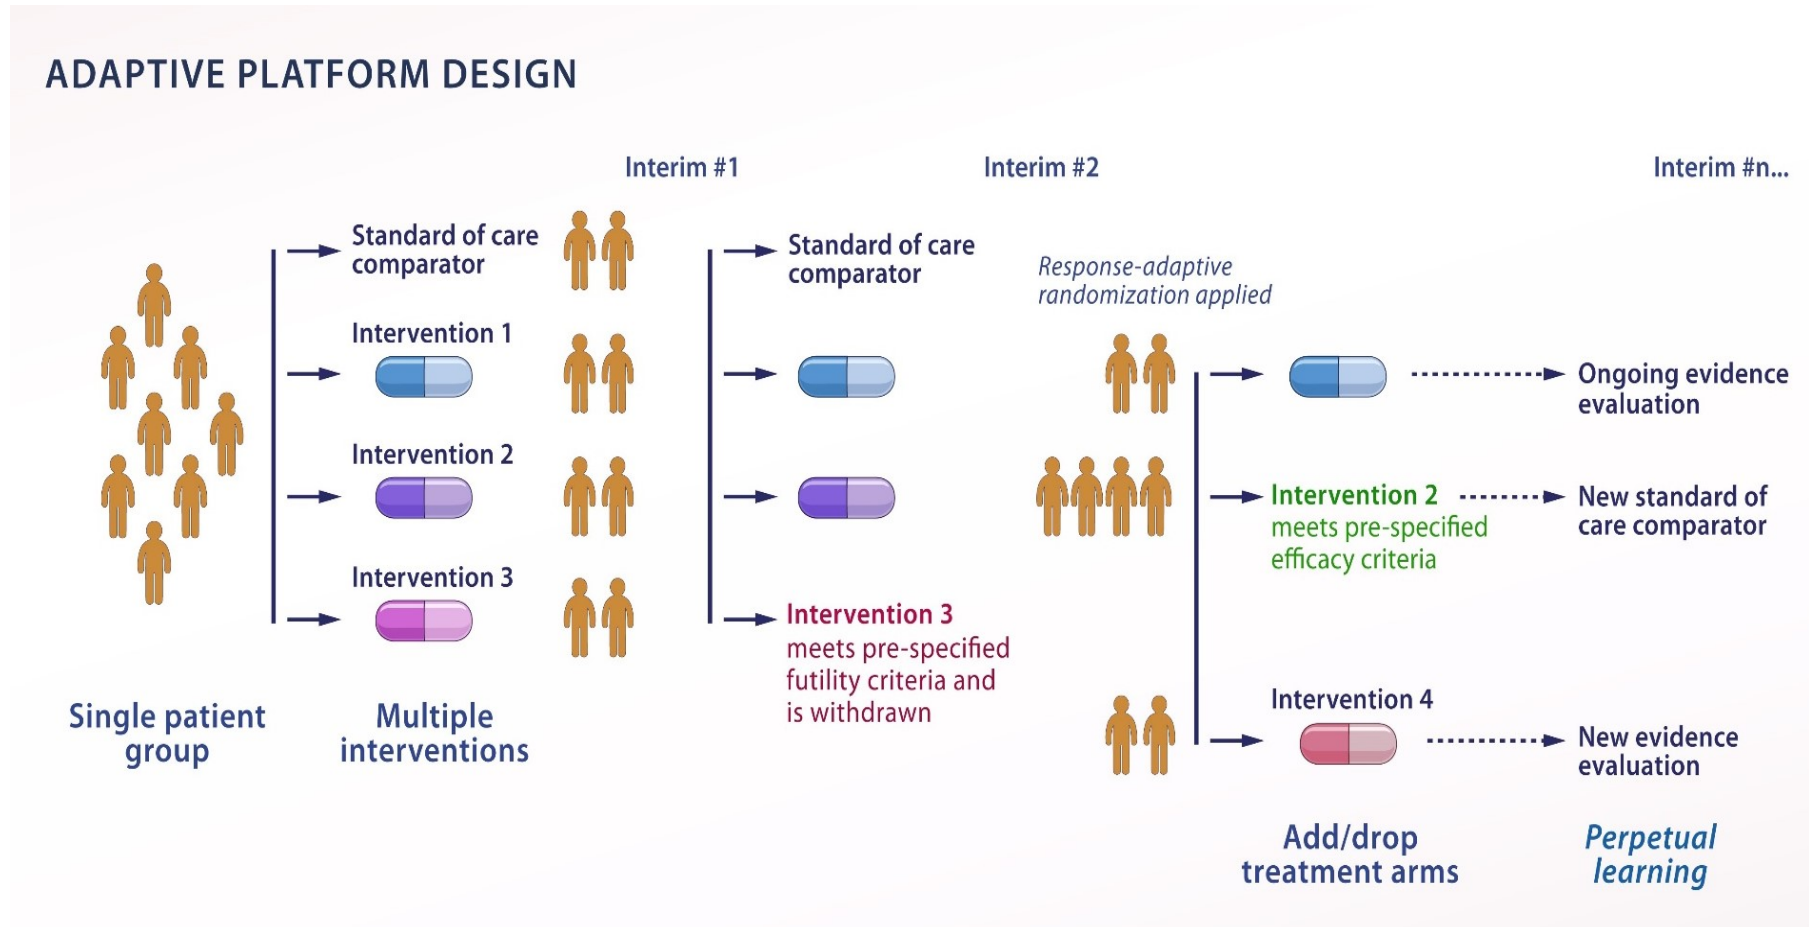 ADAPTIVE PLATFORM DESIGN
Interim #1
Interim #2
Interim #n...
Standard of care
comparator
Intervention 1
Intervention 2
Intervention 3
Single patient
group
Multiple
interventions
Standard of care
comparator
Intervention 3
meets pre-specified
futility criteria and
is withdrawn
Response-adaptive
randomization applied
Intervention 2
meets pre-specified
efficacy criteria
Intervention 4
Add/drop
treatment arms
Ongoing evidence
evaluation
New standard of
care comparator
New evidence
evaluation
Perpetual
learning